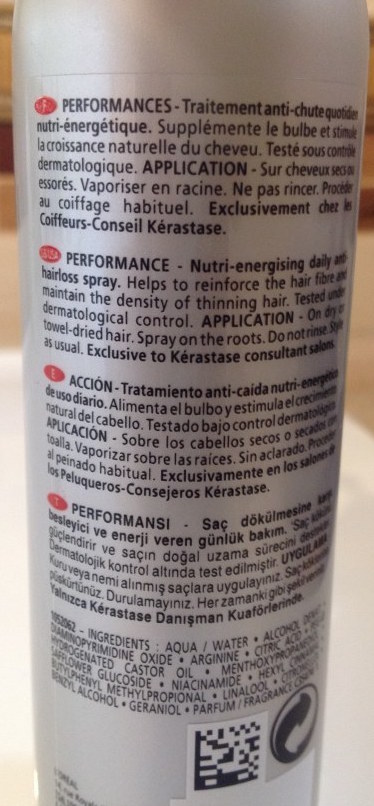 F PERFORMANCES - Traitement anti-chute quotidien
nutri-énergétique. Supplémente le bulbe et stimule
la croissance naturelle du cheveu. Testé sous contrôle
dermatologique. APPLICATION - Sur cheveux secs ou
essorés. Vaporiser en racine. Ne pas rincer. Procéder
au coiffage habituel. Exclusivement chez les
Coiffeurs-Conseil Kérastase.
PERFORMANCE - Nutri-energising daily anti-
hairloss spray. Helps to reinforce the hair fibre and
maintain the density of thinning hair. Tested under
dermatological control. APPLICATION - On dry or
towel-dried hair. Spray on the roots. Do not rinse. Style
as usual. Exclusive to Kérastase consultant salons.
E ACCIÓN - Tratamiento anti-caída nutri-energético
de uso diario. Alimenta el bulbo y estimula el crecimiento
natural del cabello. Testado bajo control dermatológico.
APLICACIÓN - Sobre los cabellos secos o secados con
toalla. Vaporizar sobre las raíces. Sin aclarado. Proceder
al peinado habitual. Exclusivamente en los salones de
los Peluqueros-Consejeros Kérastase.
T PERFORMANSI - Saç dökülmesine karşı
besleyici ve enerji veren günlük bakım. Saç kökünü
güçlendirir ve saçın doğal uzama sürecini
Dermatolojik kontrol altında test edilmiştir. UYGULAMA
Kuru veya nemi alınmış saçlara uygulayınız. Saç köklerine
püskürtünüz. Durulamayınız. Her zamanki gibi şekil
Yalnızca Kérastase Danışman Kuaförlerinde.
1052062 - INGREDIENTS : AQUA / WATER • ALCOHOL
DIAMINOPYRIMIDINE OXIDE • ARGININE • CITRIC ACID
HYDROGENATED CASTOR OIL • MENTHOXYPROPANEDIOL
SAFFLOWER GLUCOSIDE • NIACINAMIDE • HEXYL
BUTYLPHENYL METHYLPROPIONAL • LINALOOL
BENZYL ALCOHOL • GERANIOL • PARFUM / FRAGRANCE
L'ORÉAL
14, rue Royale